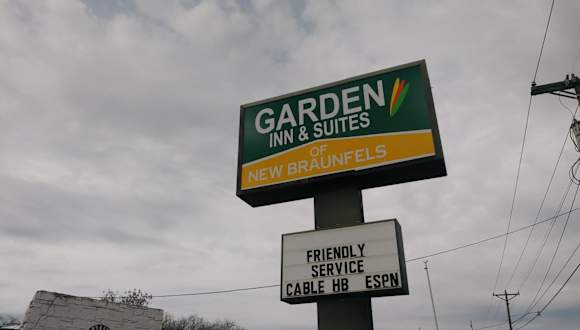 GARDEN
INN & SUITES
OF
NEW BRAUNFELS
FRIENDLY
SERVICE
CABLE HB ESPN